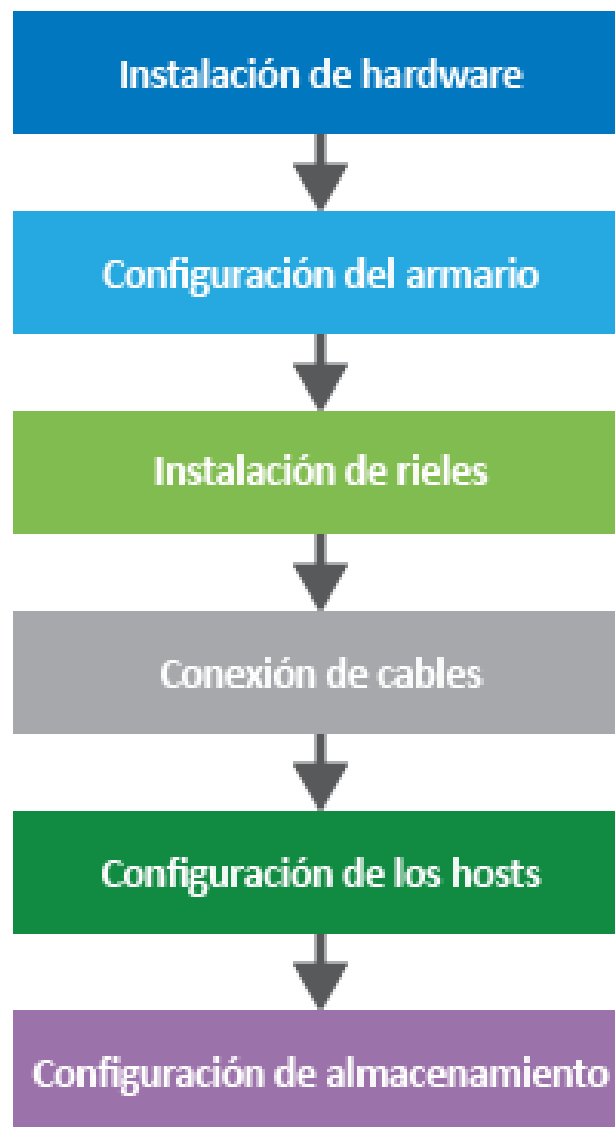 Instalación de hardware
Configuración del armario
Instalación de rieles
Conexión de cables
Configuración de los hosts
Configuración de almacenamiento